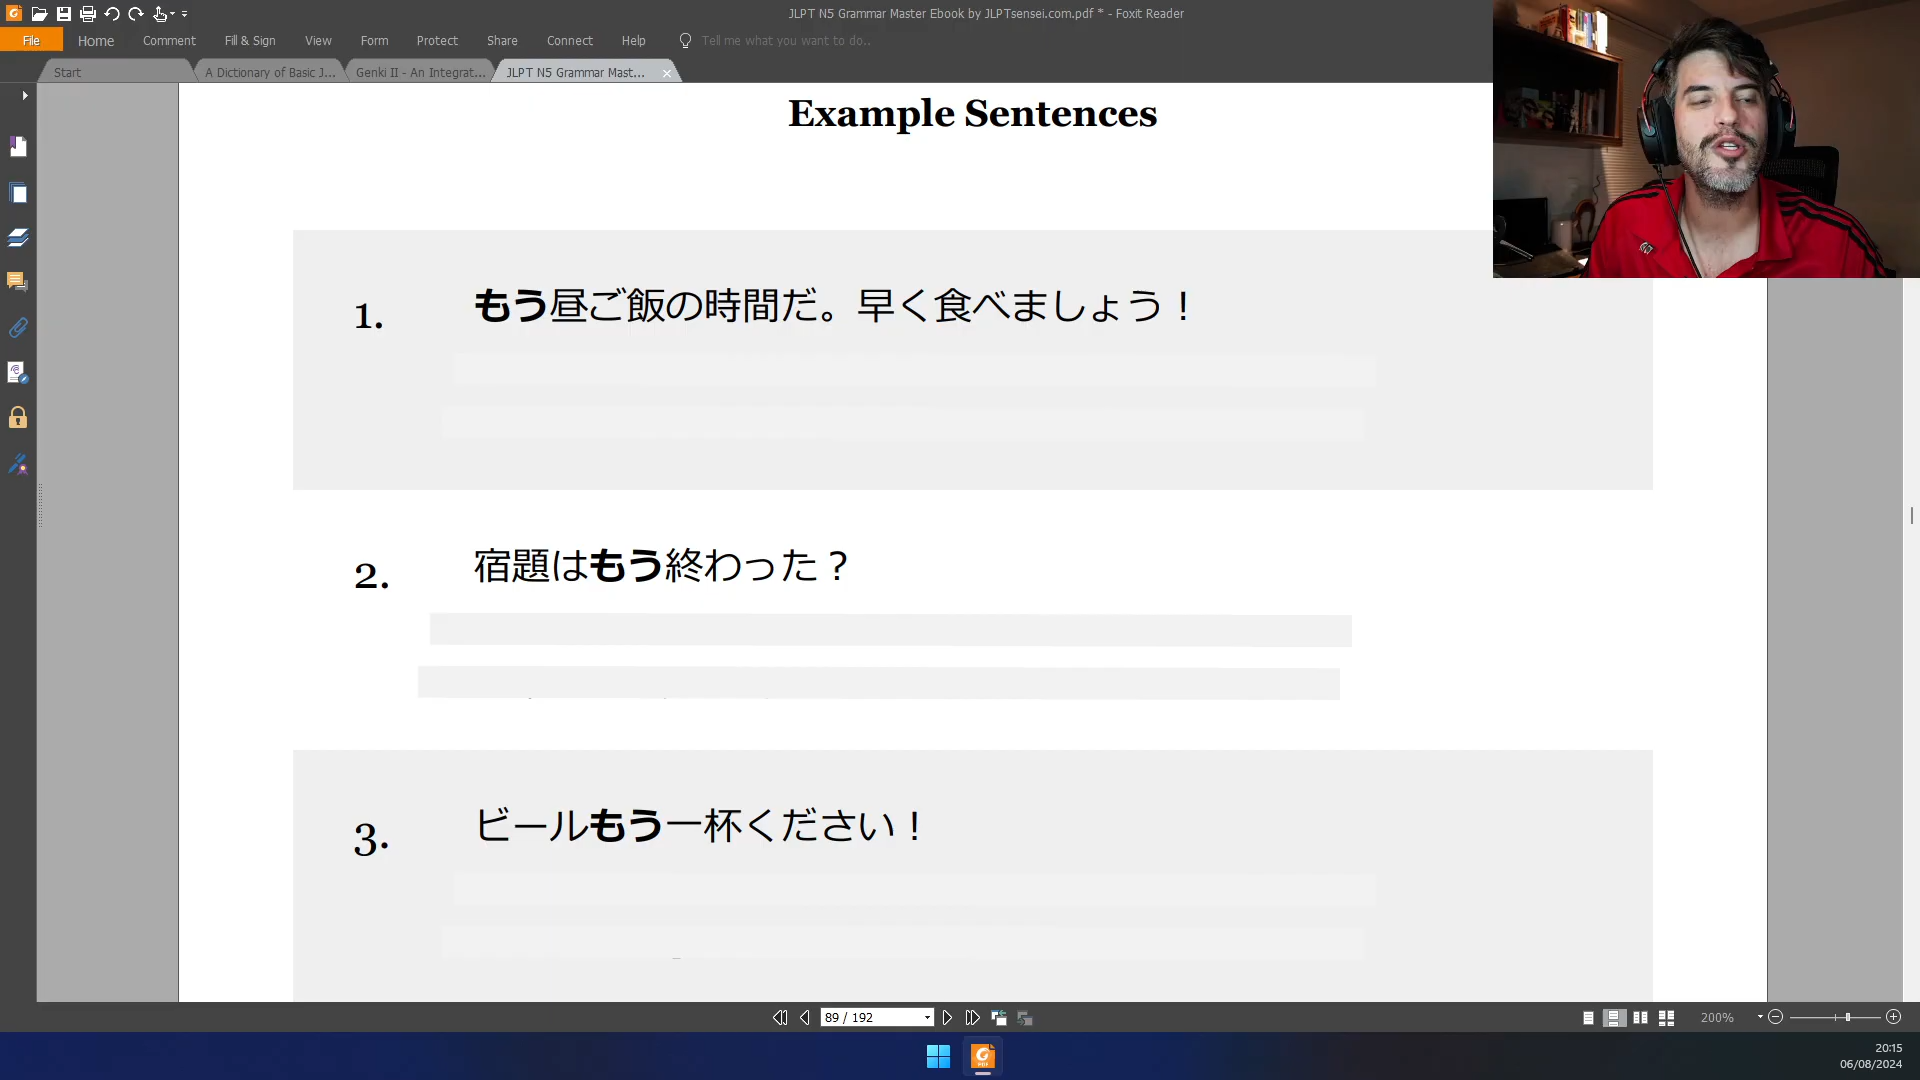 JLPT N5 Grammar Master Ebook by JLPTsensei.com.pdf * - Foxit Reader
File Home Comment Fill & Sign View Form Protect Share Connect Help Tell me what you want to do..
Start A Dictionary of Basic J... Genki II - An Integrat... JLPT N5 Grammar Mast...
Example Sentences
1. もう昼ご飯の時間だ。早く食べましょう！
2. 宿題はもう終わった？
3. ビールもう一杯ください！
89 / 192
200%
20:15
06/08/2024